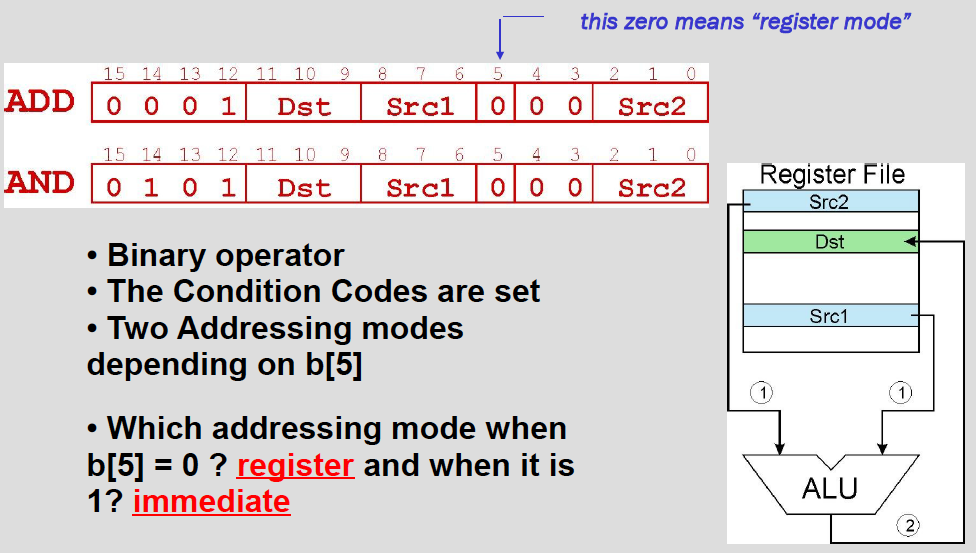 this zero means “register mode”
15 14 13 12 11 10 9 8 7 6 5 4 3 2 1 0
ADD 0 0 0 1 Dst Src1 0 0 0 Src2
15 14 13 12 11 10 9 8 7 6 5 4 3 2 1 0
AND 0 1 0 1 Dst Src1 0 0 0 Src2
• Binary operator
• The Condition Codes are set
• Two Addressing modes
depending on b[5]
• Which addressing mode when
b[5] = 0 ? register and when it is
1? immediate
Register File
Src2
Dst
Src1
1 1
ALU
2